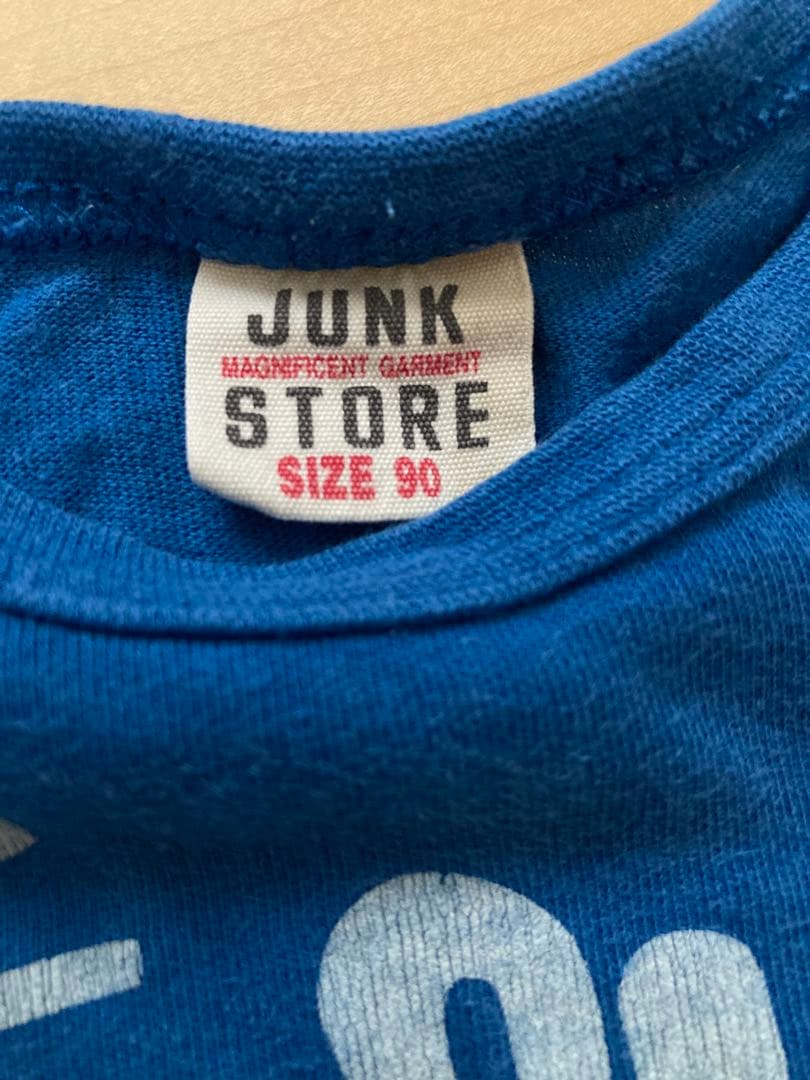 JUNK
MAGNIFICENT GARMENT
STORE
SIZE 90